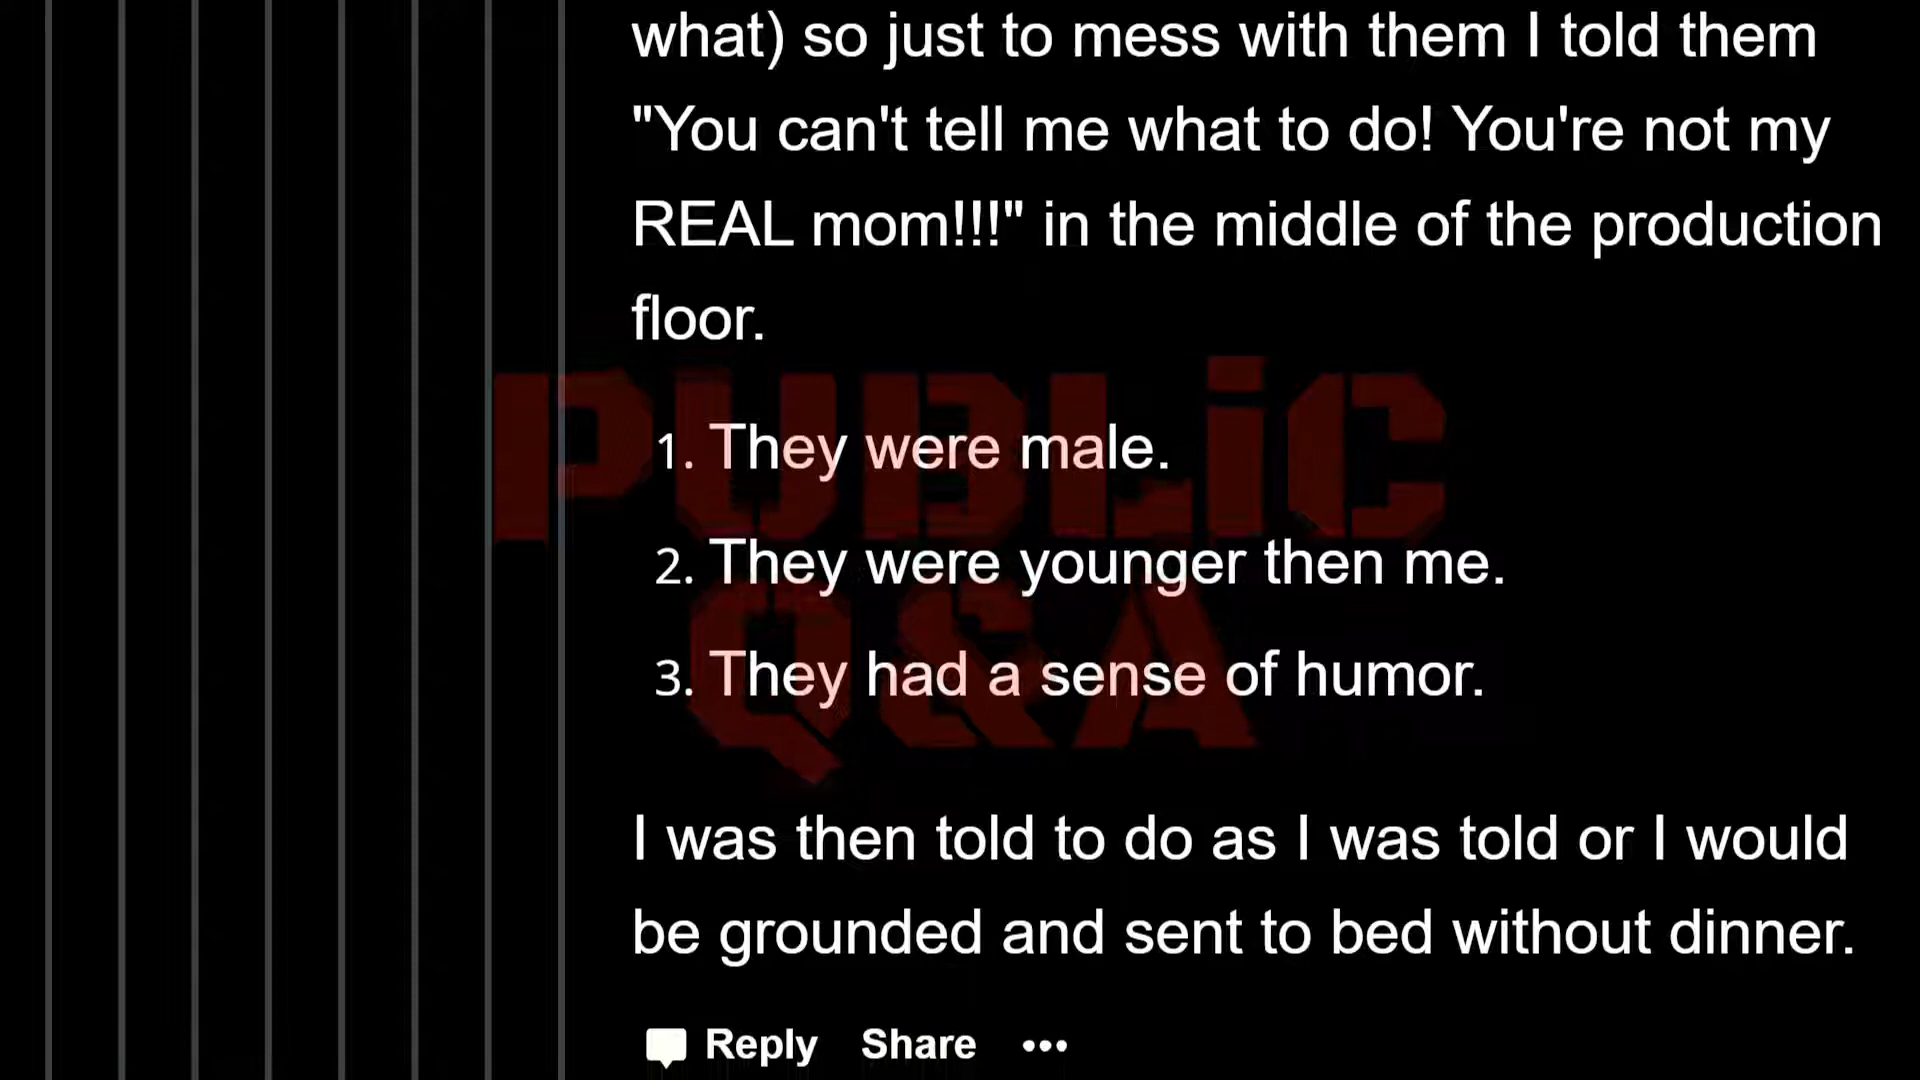 what) so just to mess with them I told them
"You can't tell me what to do! You're not my
REAL mom!!!" in the middle of the production
floor.
1. They were male.
2. They were younger then me.
3. They had a sense of humor.
PUBLiC
Q&A
I was then told to do as I was told or I would
be grounded and sent to bed without dinner.
Reply Share •••